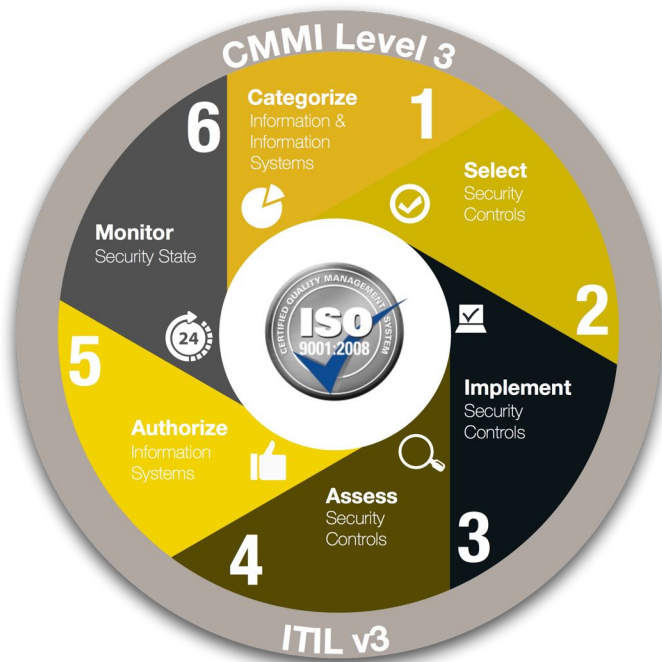 CMMI Level 3
1
Categorize
Information &
Information
Systems
2
Select
Security
Controls
3
Implement
Security
Controls
4
Assess
Security
Controls
5
Authorize
Information
Systems
6
Monitor
Security State
24
CERTIFIED QUALITY MANAGEMENT SYSTEM
ISO
9001:2008
ITIL v3